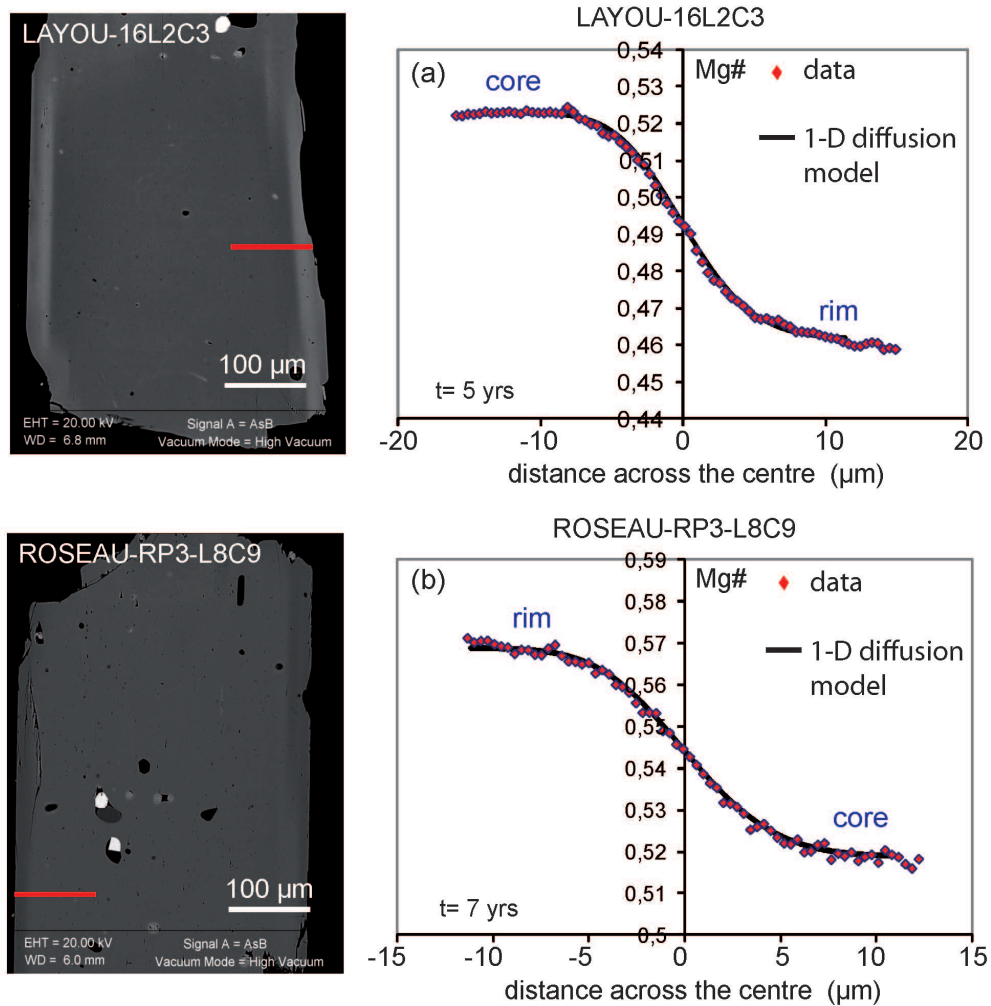 LAYOU-16L2C3
100 µm
EHT = 20.00 kV
WD = 6.8 mm
Signal A = AsB
Vacuum Mode = High Vacuum
LAYOU-16L2C3
(a)
core
rim
Mg#
data
1-D diffusion
model
0,54
0,53
0,52
0,51
0,50
0,49
0,48
0,47
0,46
0,45
0,44
t= 5 yrs
-20
-10
0
10
20
distance across the centre (µm)
ROSEAU-RP3-L8C9
100 µm
EHT = 20.00 kV
WD = 6.0 mm
Signal A = AsB
Vacuum Mode = High Vacuum
ROSEAU-RP3-L8C9
(b)
rim
core
Mg#
data
1-D diffusion
model
0,59
0,58
0,57
0,56
0,55
0,54
0,53
0,52
0,51
0,5
t= 7 yrs
-15
-10
-5
0
5
10
15
distance across the centre (µm)